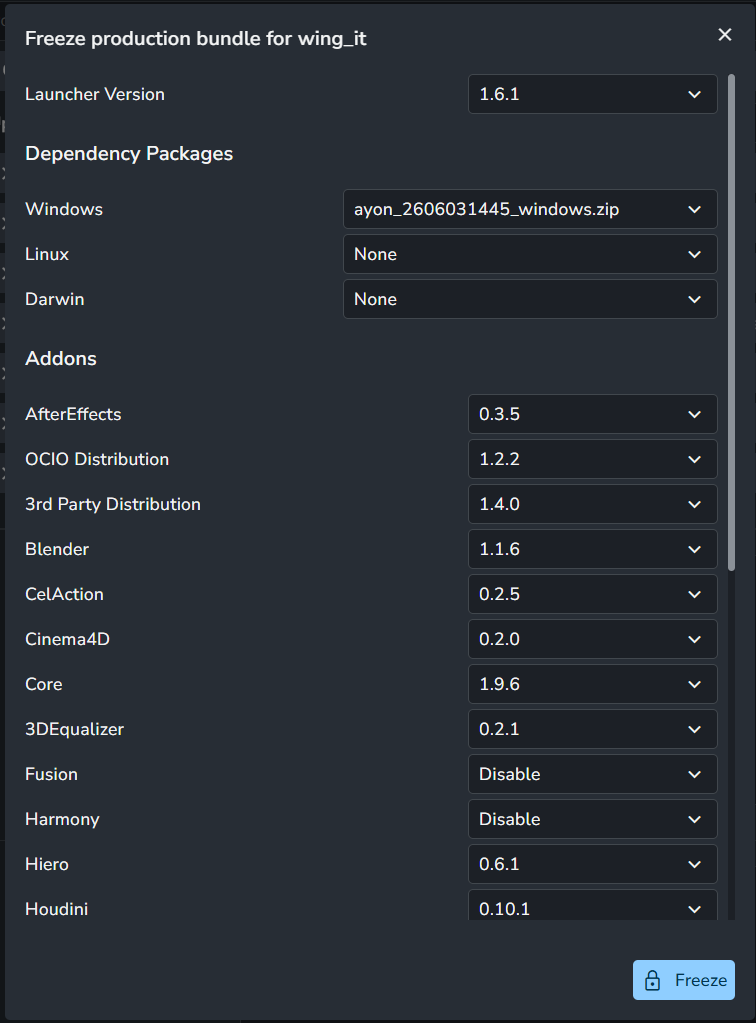 Freeze production bundle for wing_it
Launcher Version 1.6.1
Dependency Packages
Windows ayon_2606031445_windows.zip
Linux None
Darwin None
Addons
AfterEffects 0.3.5
OCIO Distribution 1.2.2
3rd Party Distribution 1.4.0
Blender 1.1.6
CelAction 0.2.5
Cinema4D 0.2.0
Core 1.9.6
3DEqualizer 0.2.1
Fusion Disable
Harmony Disable
Hiero 0.6.1
Houdini 0.10.1
Freeze